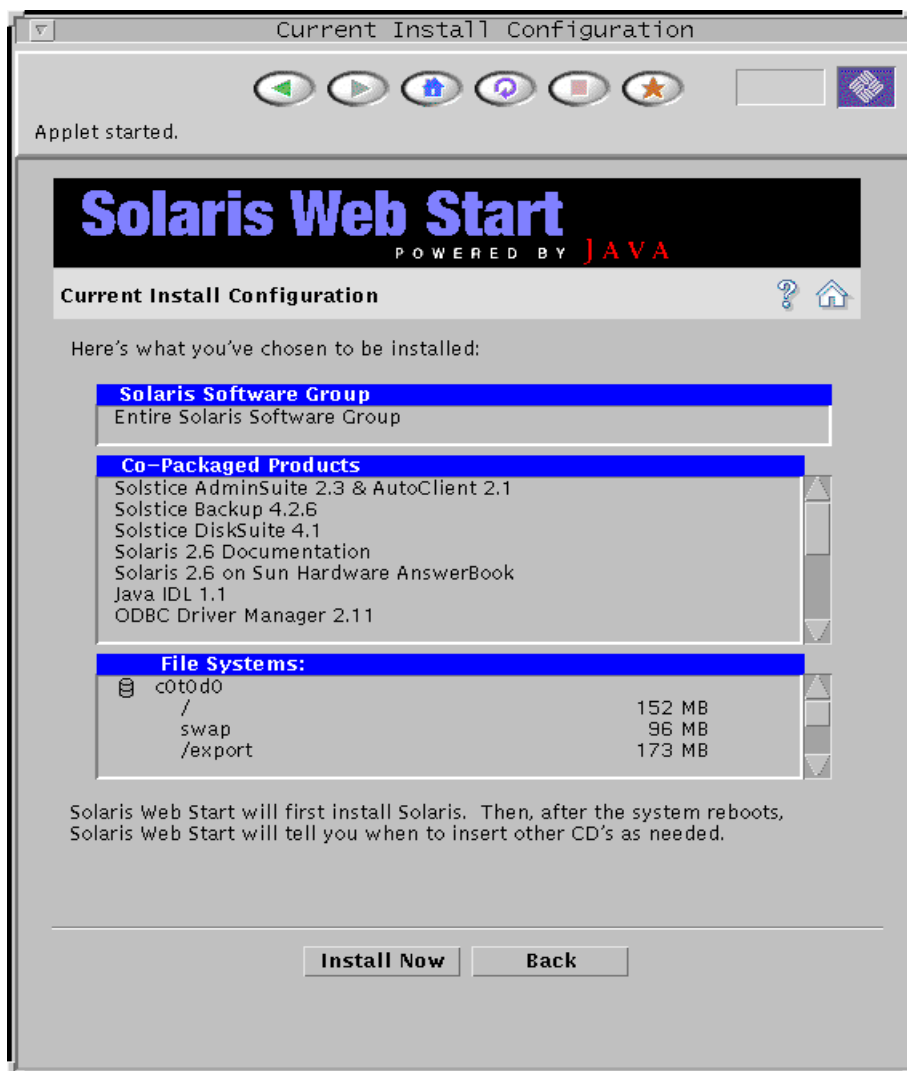 Current Install Configuration
Applet started.
Solaris Web Start
POWERED BY JAVA
Current Install Configuration
Here's what you've chosen to be installed:
Solaris Software Group
Entire Solaris Software Group
Co-Packaged Products
Solstice AdminSuite 2.3 & AutoClient 2.1
Solstice Backup 4.2.6
Solstice DiskSuite 4.1
Solaris 2.6 Documentation
Solaris 2.6 on Sun Hardware AnswerBook
Java IDL 1.1
ODBC Driver Manager 2.11
File Systems:
c0t0d0
/ 152 MB
swap 96 MB
/export 173 MB
Solaris Web Start will first install Solaris. Then, after the system reboots,
Solaris Web Start will tell you when to insert other CD's as needed.
Install Now Back